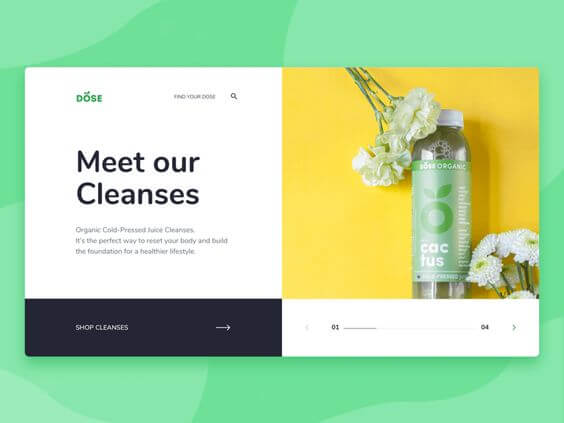 DOSE
FIND YOUR DOSE
Meet our
Cleanses
Organic Cold-Pressed Juice Cleanses.
It's the perfect way to reset your body and build
the foundation for a healthier lifestyle.
SHOP CLEANSES
DOSE ORGANIC
cac
tus
COLD-PRESSED
01
04